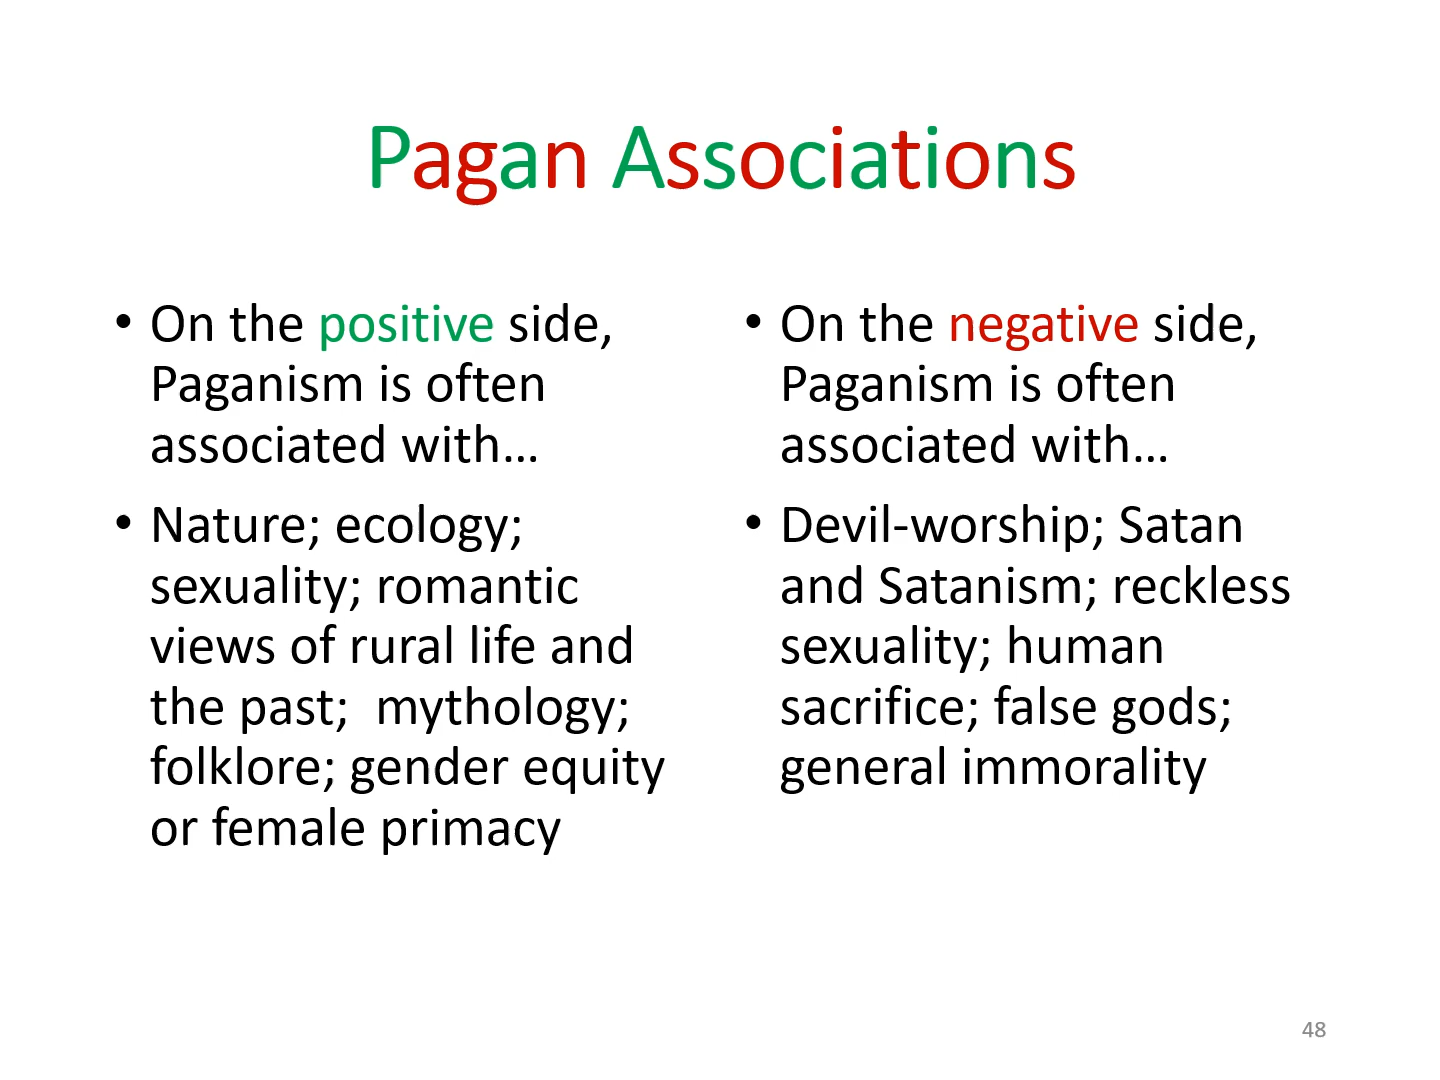 Pagan Associations
• On the positive side,
Paganism is often
associated with…
• Nature; ecology;
sexuality; romantic
views of rural life and
the past;  mythology;
folklore; gender equity
or female primacy
• On the negative side,
Paganism is often
associated with…
• Devil-worship; Satan
and Satanism; reckless
sexuality; human
sacrifice; false gods;
general immorality
48